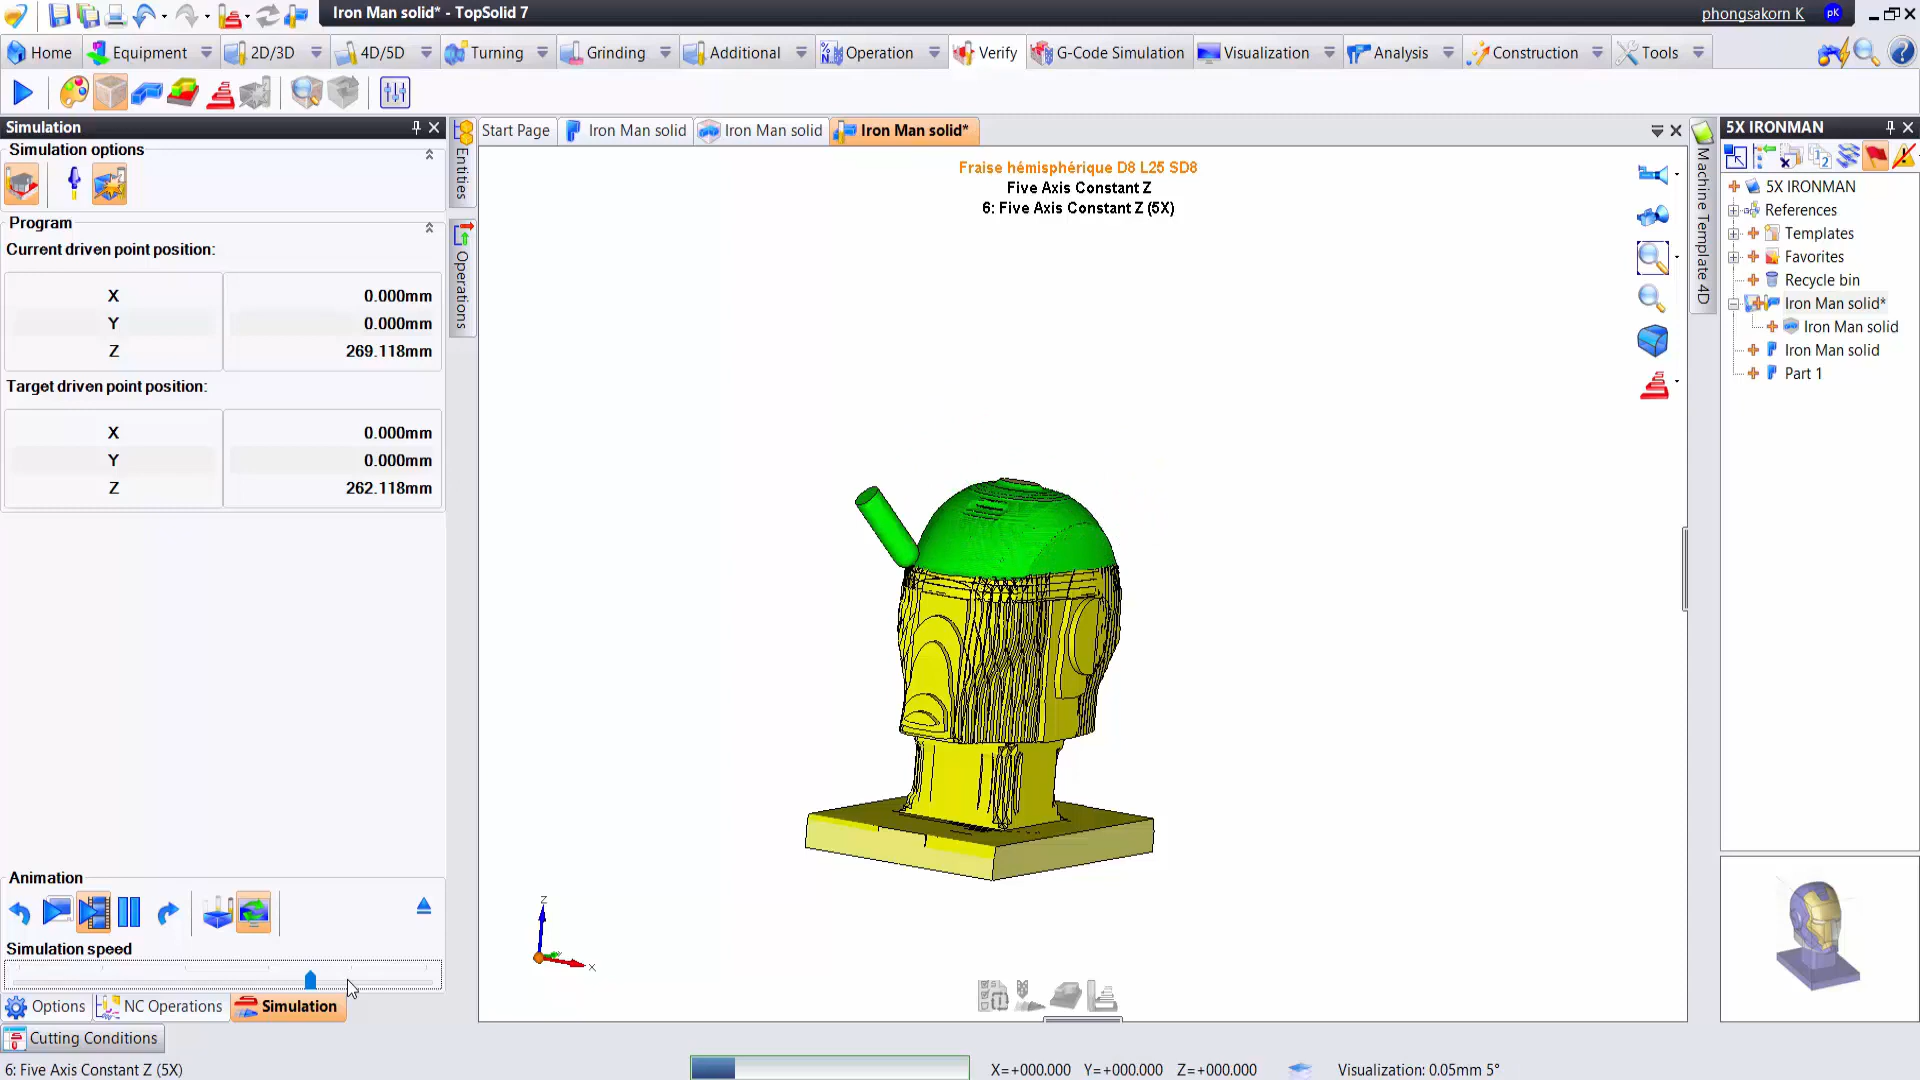 Iron Man solid* - TopSolid 7
phongsakorn K
pK
Home
Equipment
2D/3D
4D/5D
Turning
Grinding
Additional
Operation
Verify
G-Code Simulation
Visualization
Analysis
Construction
Tools
Simulation
Simulation options
Program
Current driven point position:
X 0.000mm
Y 0.000mm
Z 269.118mm
Target driven point position:
X 0.000mm
Y 0.000mm
Z 262.118mm
Animation
Simulation speed
Options
NC Operations
Simulation
Cutting Conditions
6: Five Axis Constant Z (5X)
Entities
Operations
Start Page
Iron Man solid
Iron Man solid
Iron Man solid*
Fraise hémisphérique D8 L25 SD8
Five Axis Constant Z
6: Five Axis Constant Z (5X)
Z
X
Machine Template 4D
5X IRONMAN
5X IRONMAN
References
Templates
Favorites
Recycle bin
Iron Man solid*
Iron Man solid
Iron Man solid
Part 1
X=+000.000 Y=+000.000 Z=+000.000
Visualization: 0.05mm 5°